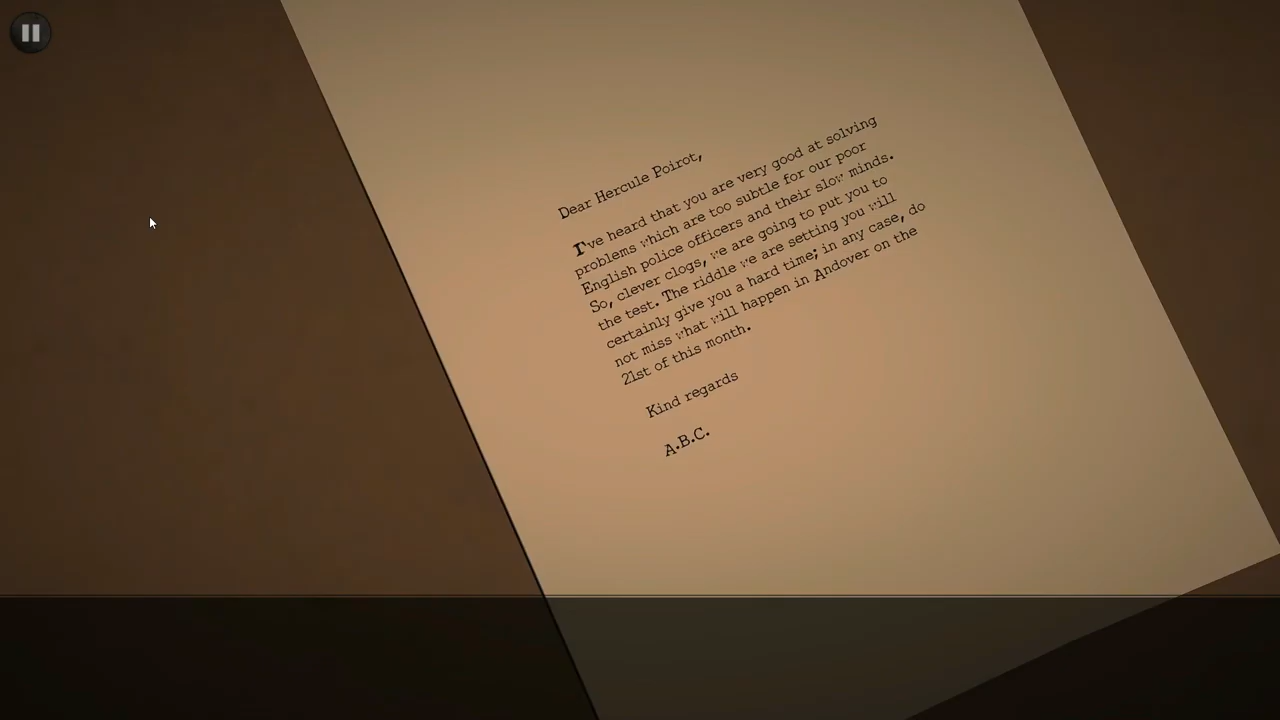 Dear Hercule Poirot,
I've heard that you are very good at solving
problems which are too subtle for our poor
English police officers and their slow minds.
So, clever clogs, we are going to put you to
the test. The riddle we are setting you will
certainly give you a hard time; in any case, do
not miss what will happen in Andover on the
21st of this month.
Kind regards
A.B.C.